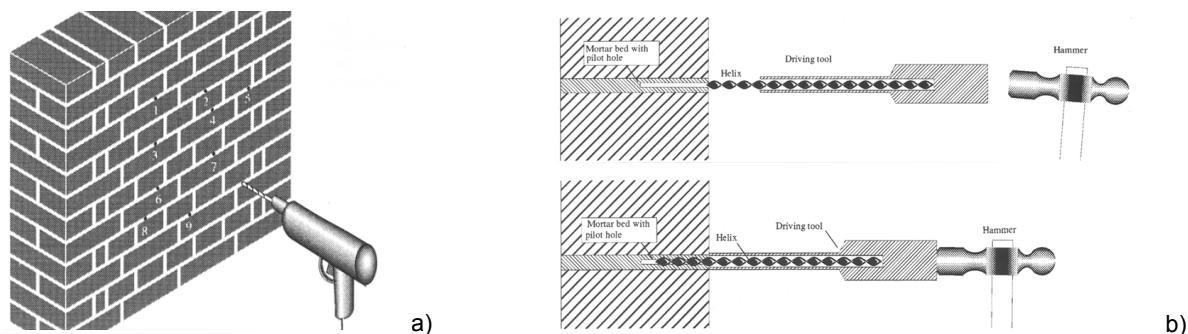 1
2
5
4
3
7
6
8
9
a)
Mortar bed with
pilot hole
Helix
Driving tool
Hammer
Mortar bed with
pilot hole
Helix
Driving tool
Hammer
b)